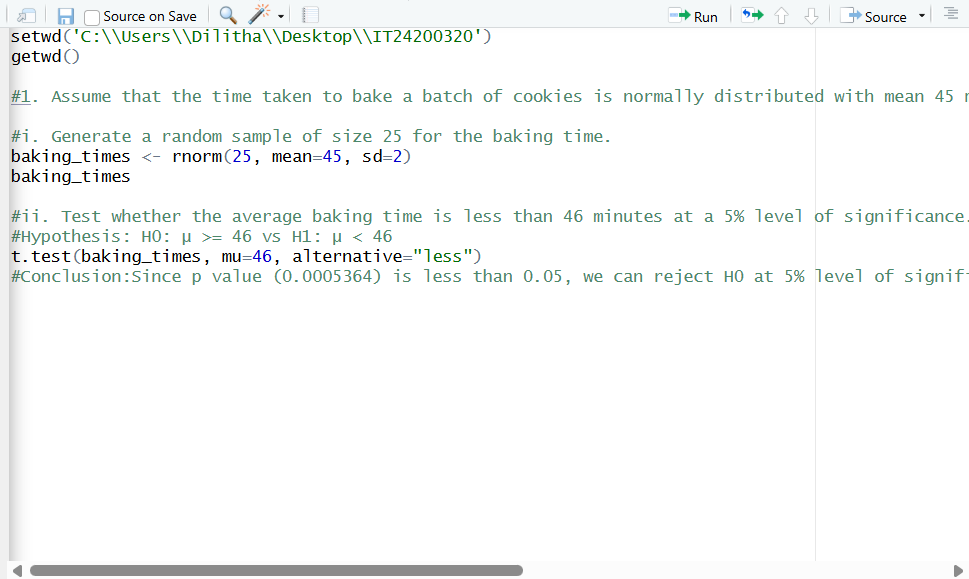 Source on Save Run Source
setwd('C:\\Users\\Dilitha\\Desktop\\IT24200320')
getwd()
#1. Assume that the time taken to bake a batch of cookies is normally distributed with mean 45
#i. Generate a random sample of size 25 for the baking time.
baking_times <- rnorm(25, mean=45, sd=2)
baking_times
#ii. Test whether the average baking time is less than 46 minutes at a 5% level of significance.
#Hypothesis: H0: μ >= 46 vs H1: μ < 46
t.test(baking_times, mu=46, alternative="less")
#Conclusion:Since p value (0.0005364) is less than 0.05, we can reject H0 at 5% level of signif